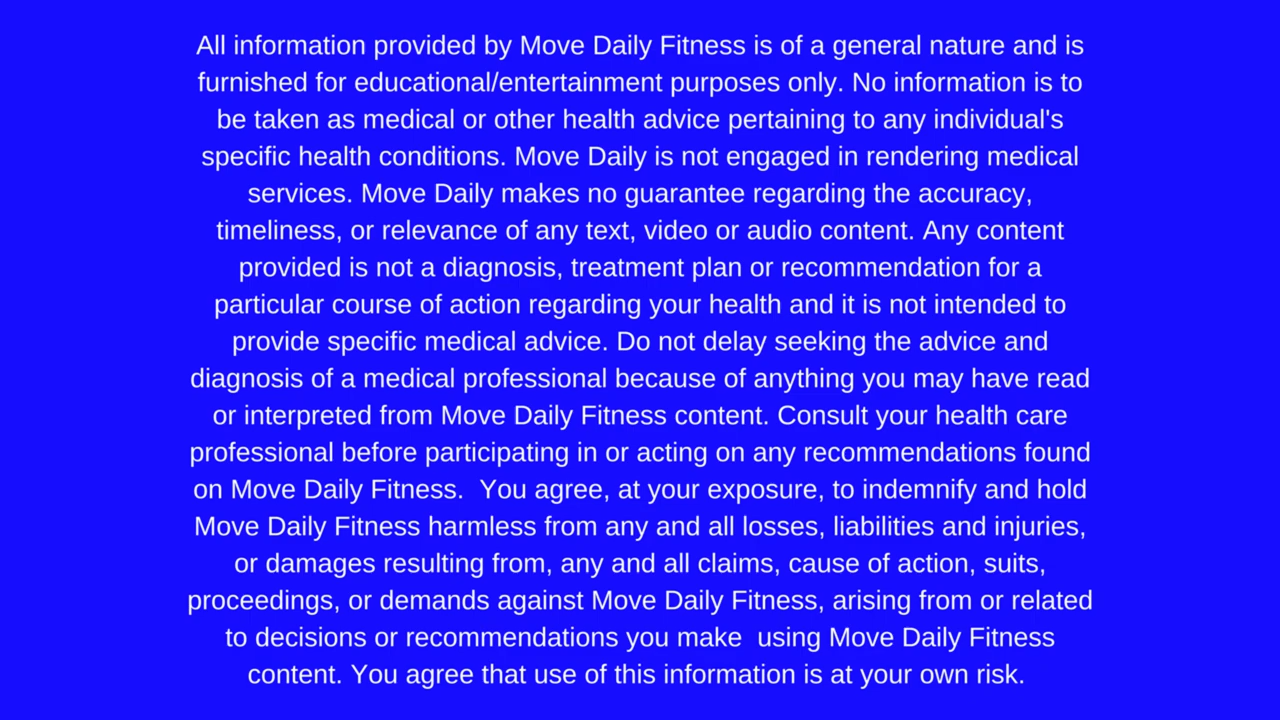 All information provided by Move Daily Fitness is of a general nature and is
furnished for educational/entertainment purposes only. No information is to
be taken as medical or other health advice pertaining to any individual's
specific health conditions. Move Daily is not engaged in rendering medical
services. Move Daily makes no guarantee regarding the accuracy,
timeliness, or relevance of any text, video or audio content. Any content
provided is not a diagnosis, treatment plan or recommendation for a
particular course of action regarding your health and it is not intended to
provide specific medical advice. Do not delay seeking the advice and
diagnosis of a medical professional because of anything you may have read
or interpreted from Move Daily Fitness content. Consult your health care
professional before participating in or acting on any recommendations found
on Move Daily Fitness.  You agree, at your exposure, to indemnify and hold
Move Daily Fitness harmless from any and all losses, liabilities and injuries,
or damages resulting from, any and all claims, cause of action, suits,
proceedings, or demands against Move Daily Fitness, arising from or related
to decisions or recommendations you make  using Move Daily Fitness
content. You agree that use of this information is at your own risk.